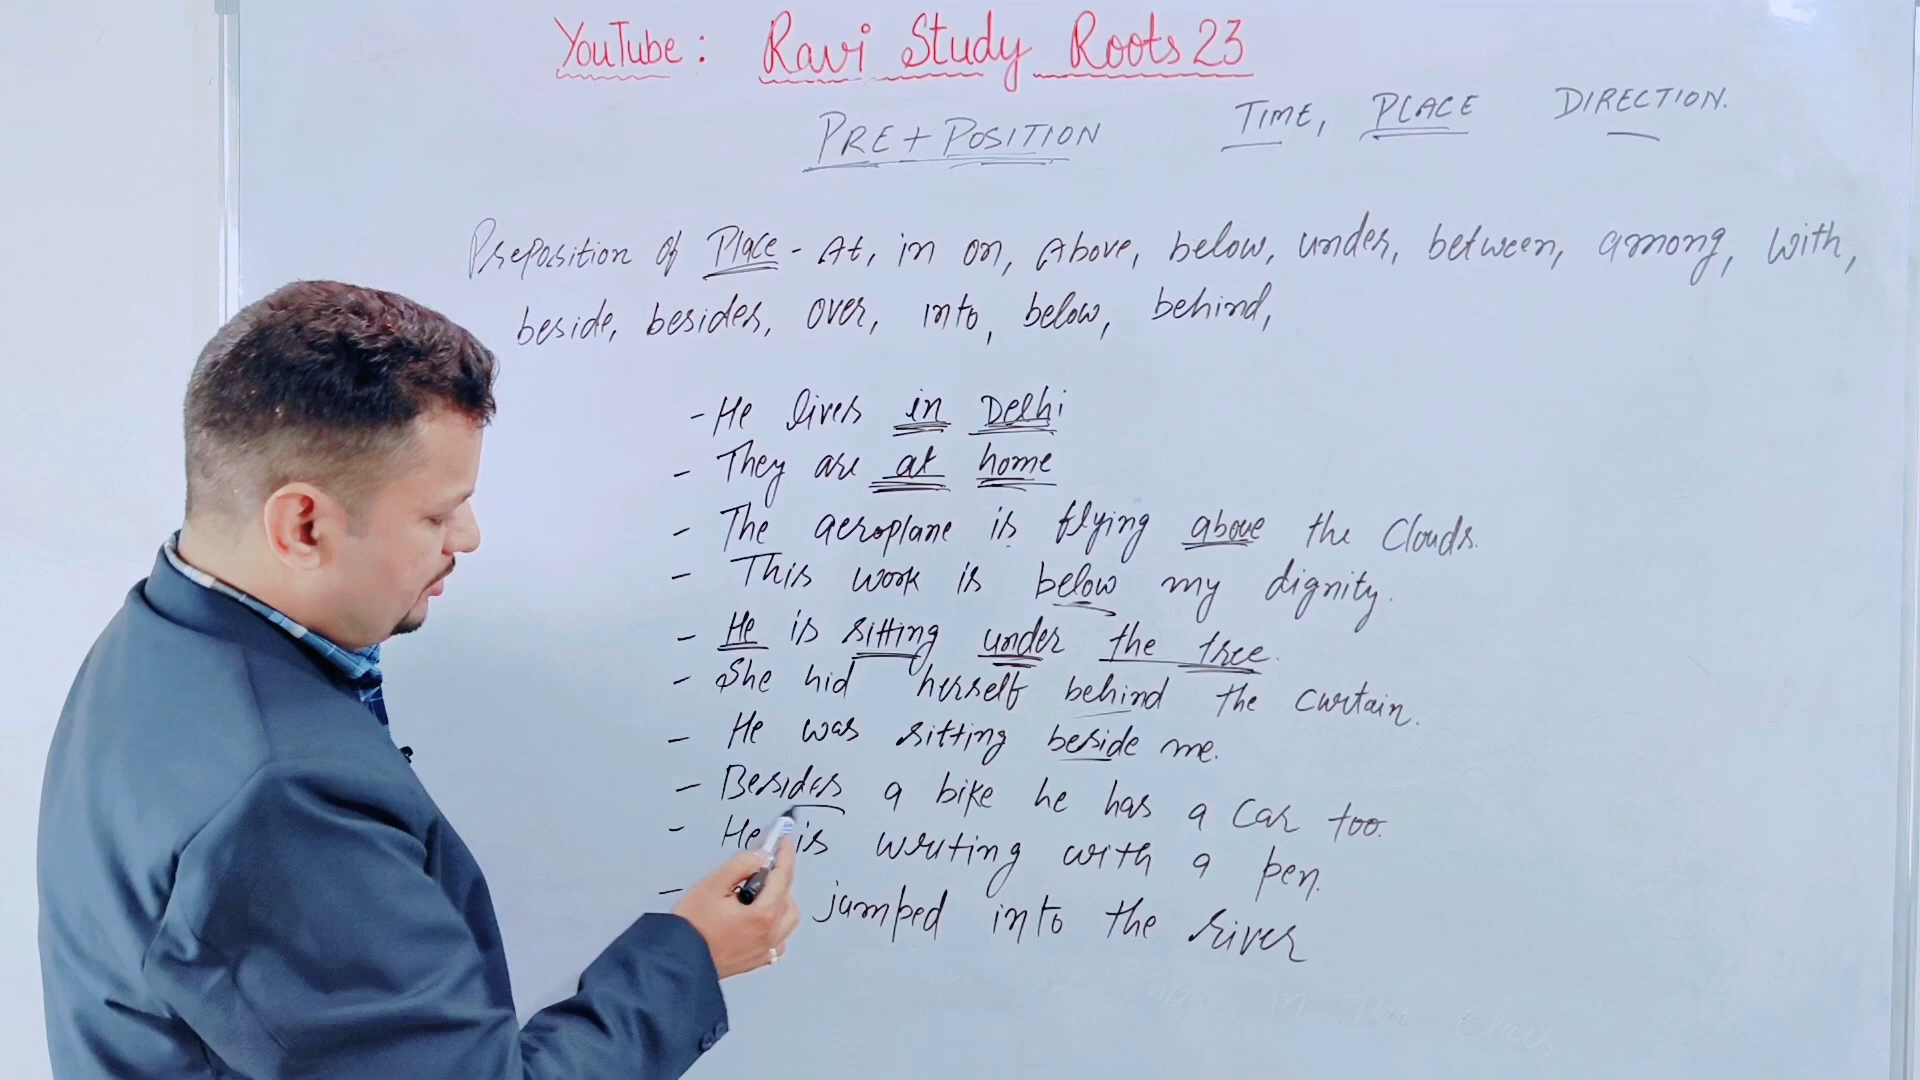 YouTube: Ravi Study Roots 23
PRE + POSITION TIME, PLACE DIRECTION.
Preposition of Place - At, in on, Above, below, under, between, among, with,
beside, besides, over, into, below, behind,
- He lives in Delhi
- They are at home
- The aeroplane is flying above the Clouds.
- This work is below my dignity.
- He is sitting under the tree.
- She hid herself behind the curtain.
- He was sitting beside me.
- Besides a bike he has a car too.
- He is writing with a pen.
- jumped into the river